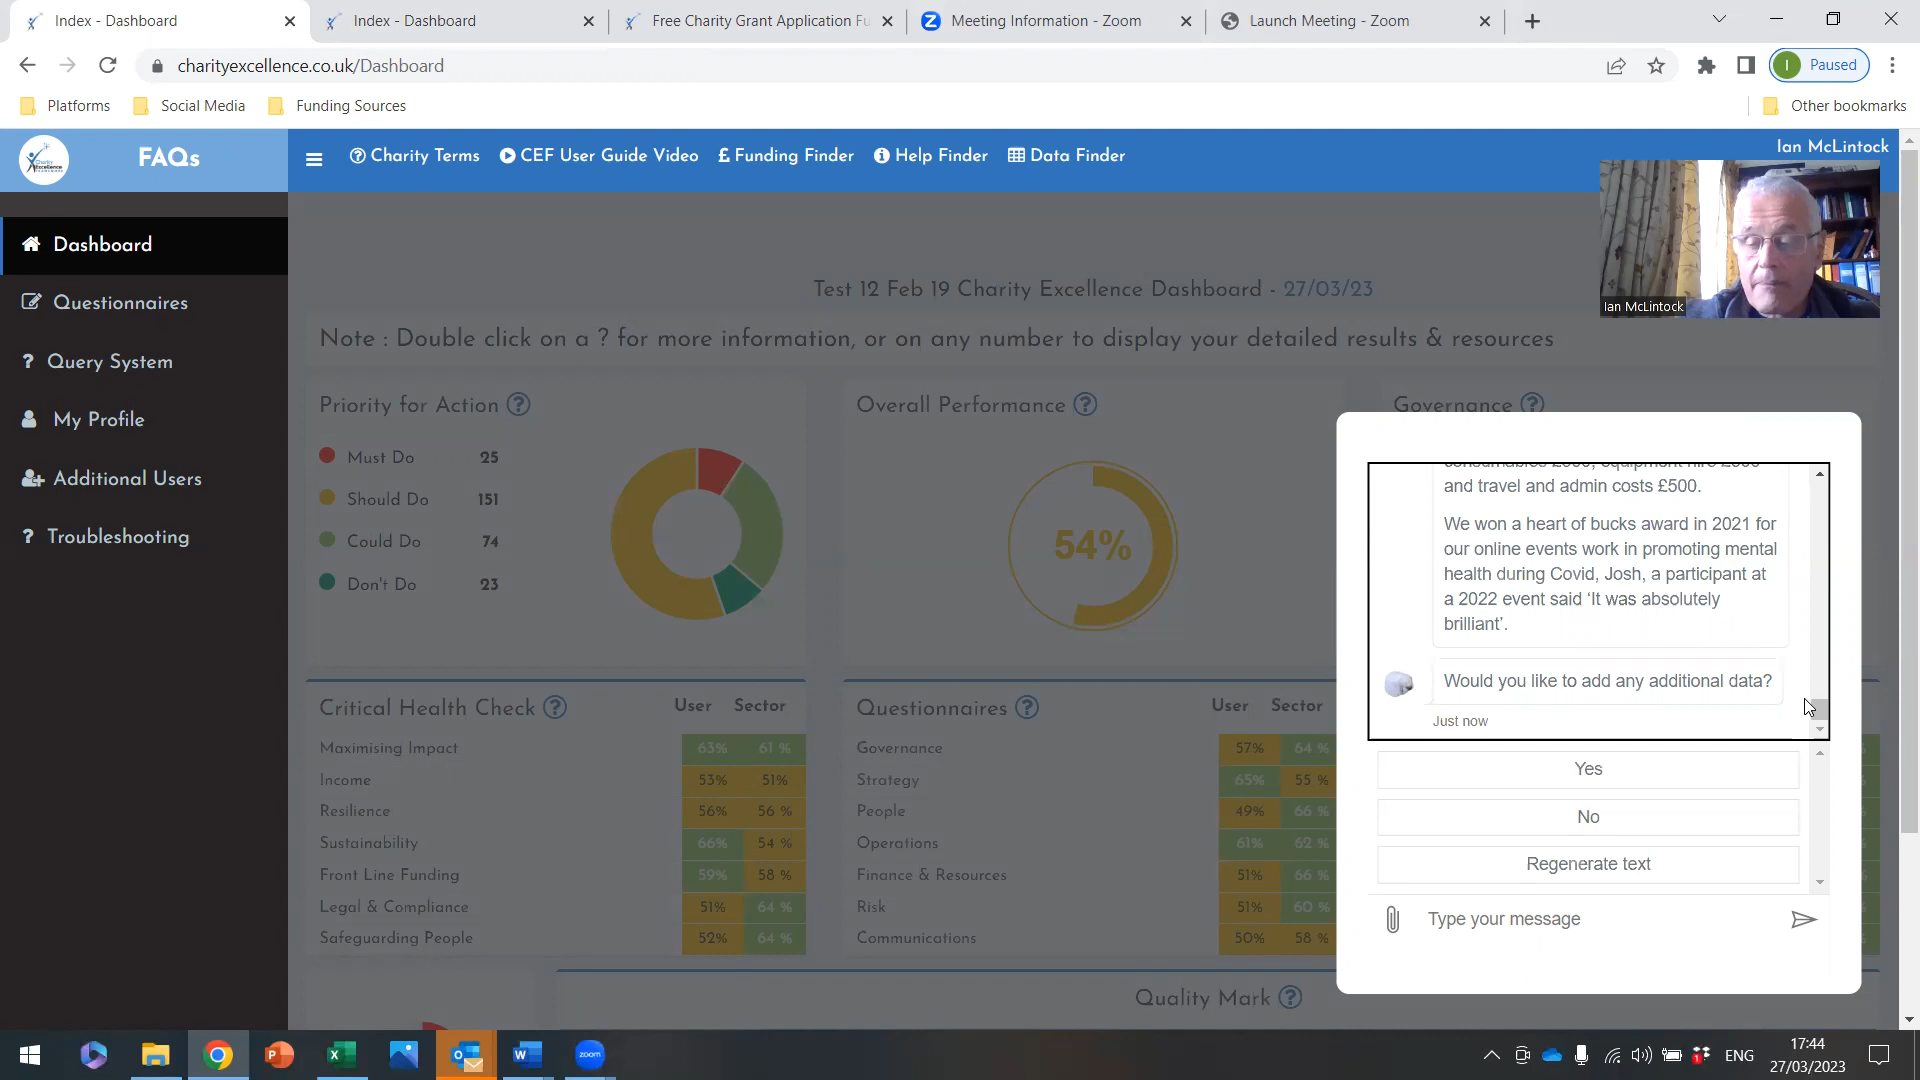 Index - Dashboard
Index - Dashboard
Free Charity Grant Application Fu
Meeting Information - Zoom
Launch Meeting - Zoom
charityexcellence.co.uk/Dashboard
I Paused
Platforms
Social Media
Funding Sources
Other bookmarks
FAQs
Charity Terms
CEF User Guide Video
£ Funding Finder
Help Finder
Data Finder
Ian McLintock
Dashboard
Questionnaires
? Query System
My Profile
Additional Users
? Troubleshooting
Ian McLintock
Test 12 Feb 19 Charity Excellence Dashboard - 27/03/23
Note : Double click on a ? for more information, or on any number to display your detailed results & resources
Priority for Action ?
Must Do 25
Should Do 151
Could Do 74
Don't Do 23
Overall Performance ?
54%
Governance ?
Critical Health Check ? User Sector
Maximising Impact 63% 61 %
Income 53% 51%
Resilience 56% 56 %
Sustainability 66% 54 %
Front Line Funding 59% 58 %
Legal & Compliance 51% 64 %
Safeguarding People 52% 64 %
Questionnaires ? User Sector
Governance 57% 64 %
Strategy 65% 55 %
People 49% 66 %
Operations 61% 62 %
Finance & Resources 51% 66 %
Risk 51% 60 %
Communications 50% 58 %
Quality Mark ?
and travel and admin costs £500.
We won a heart of bucks award in 2021 for
our online events work in promoting mental
health during Covid, Josh, a participant at
a 2022 event said ‘It was absolutely
brilliant’.
Would you like to add any additional data?
Just now
Yes
No
Regenerate text
Type your message
zoom
ENG
17:44
27/03/2023